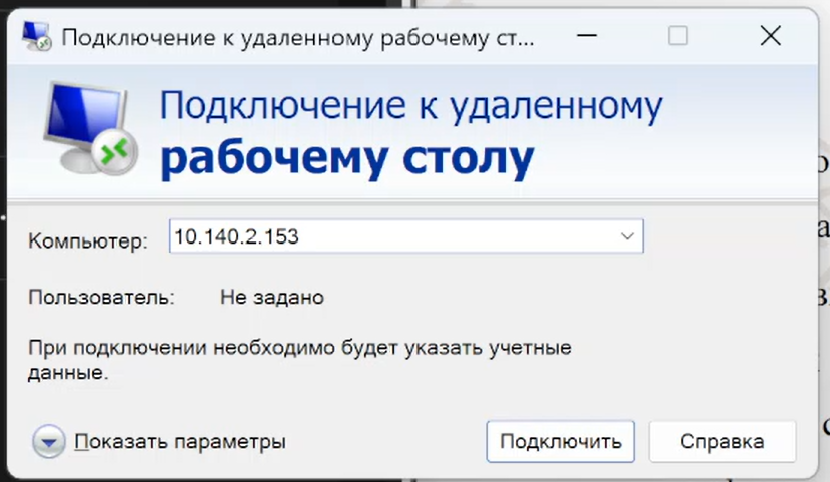 Подключение к удаленному рабочему ст...
Подключение к удаленному
рабочему столу
Компьютер: 10.140.2.153
Пользователь: Не задано
При подключении необходимо будет указать учетные
данные.
Показать параметры Подключить Справка